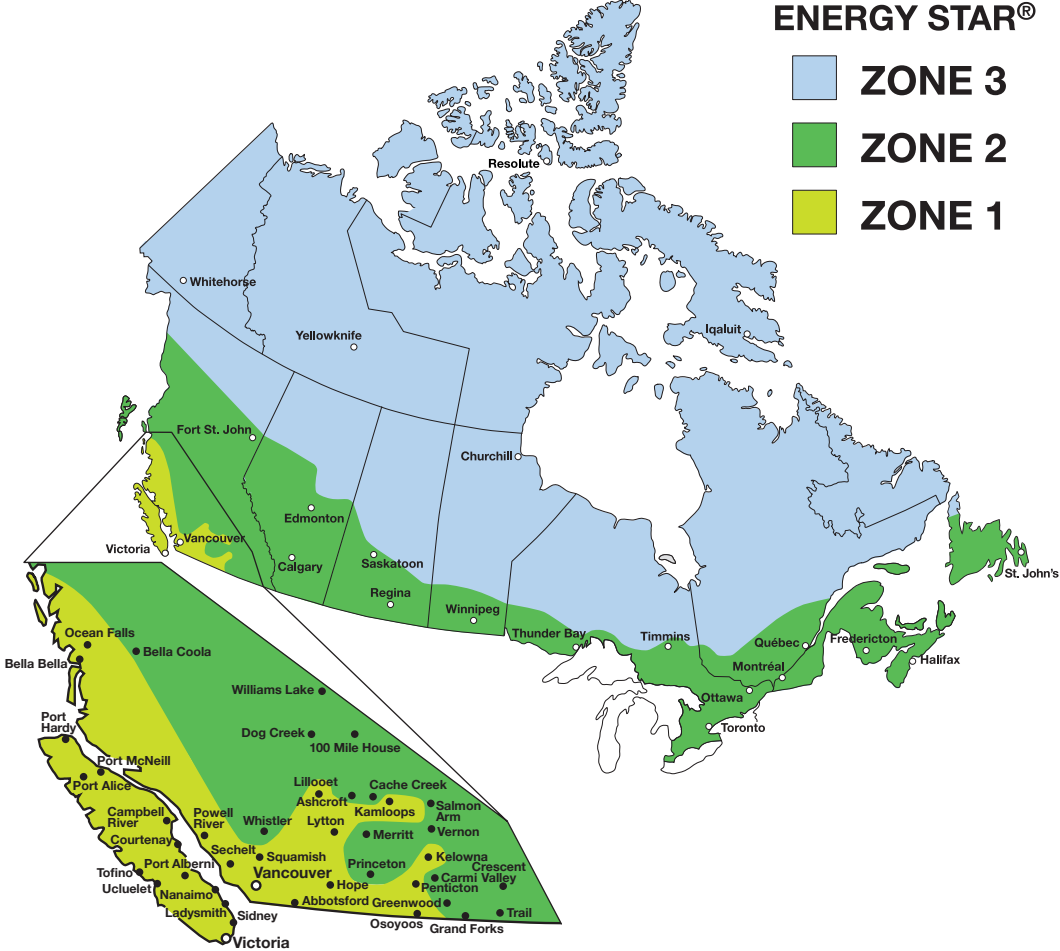 ENERGY STAR®
ZONE 3
ZONE 2
ZONE 1
Resolute
Whitehorse
Yellowknife
Iqaluit
Fort St. John
Churchill
Edmonton
Vancouver
Victoria
Calgary
Saskatoon
Regina
Winnipeg
Thunder Bay
Timmins
Québec
Montréal
Ottawa
Toronto
Fredericton
Halifax
St. John's
Ocean Falls
Bella Bella
Bella Coola
Williams Lake
Dog Creek
100 Mile House
Port
Hardy
Port McNeill
Port Alice
Lillooet
Cache Creek
Ashcroft
Kamloops
Salmon
Arm
Campbell
River
Powell
River
Whistler
Lytton
Merritt
Vernon
Courtenay
Sechelt
Squamish
Kelowna
Port Alberni
Princeton
Crescent
Tofino
Vancouver
Carmi Valley
Ucluelet
Hope
Penticton
Nanaimo
Abbotsford
Greenwood
Ladysmith
Sidney
Osoyoos
Grand Forks
Trail
Victoria